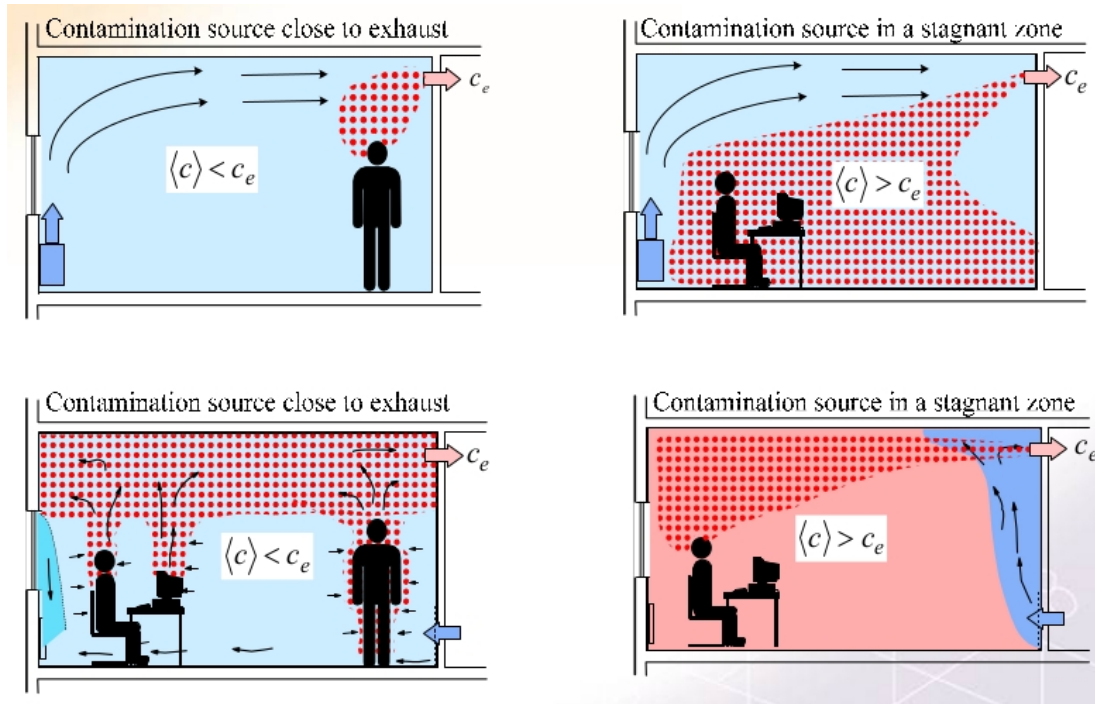 Contamination source close to exhaust
c_e
⟨c⟩ < c_e
Contamination source in a stagnant zone
c_e
⟨c⟩ > c_e
Contamination source close to exhaust
c_e
⟨c⟩ < c_e
Contamination source in a stagnant zone
c_e
⟨c⟩ > c_e